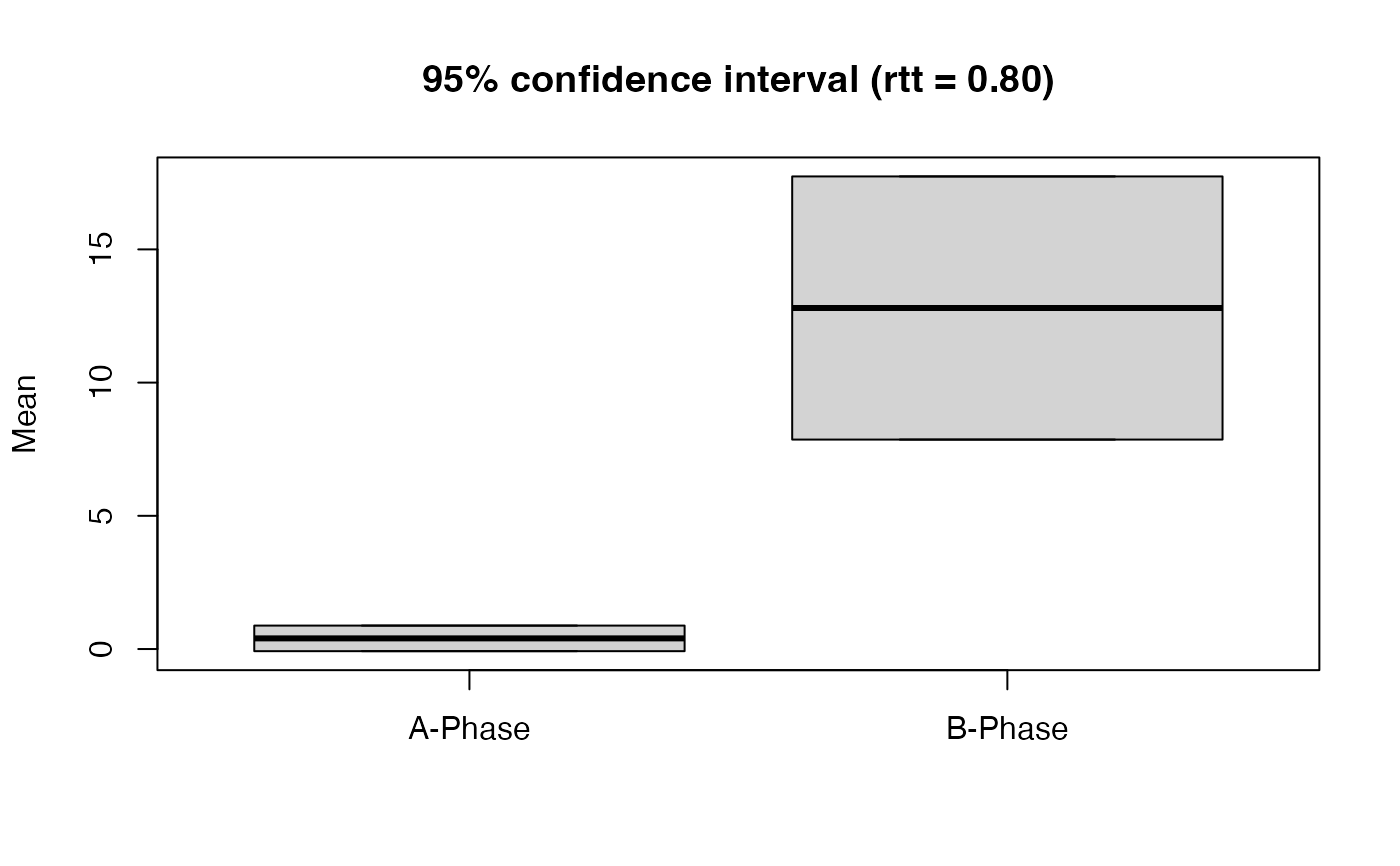 95% confidence interval (rtt = 0.80)
Mean
15
10
5
0
A-Phase
B-Phase